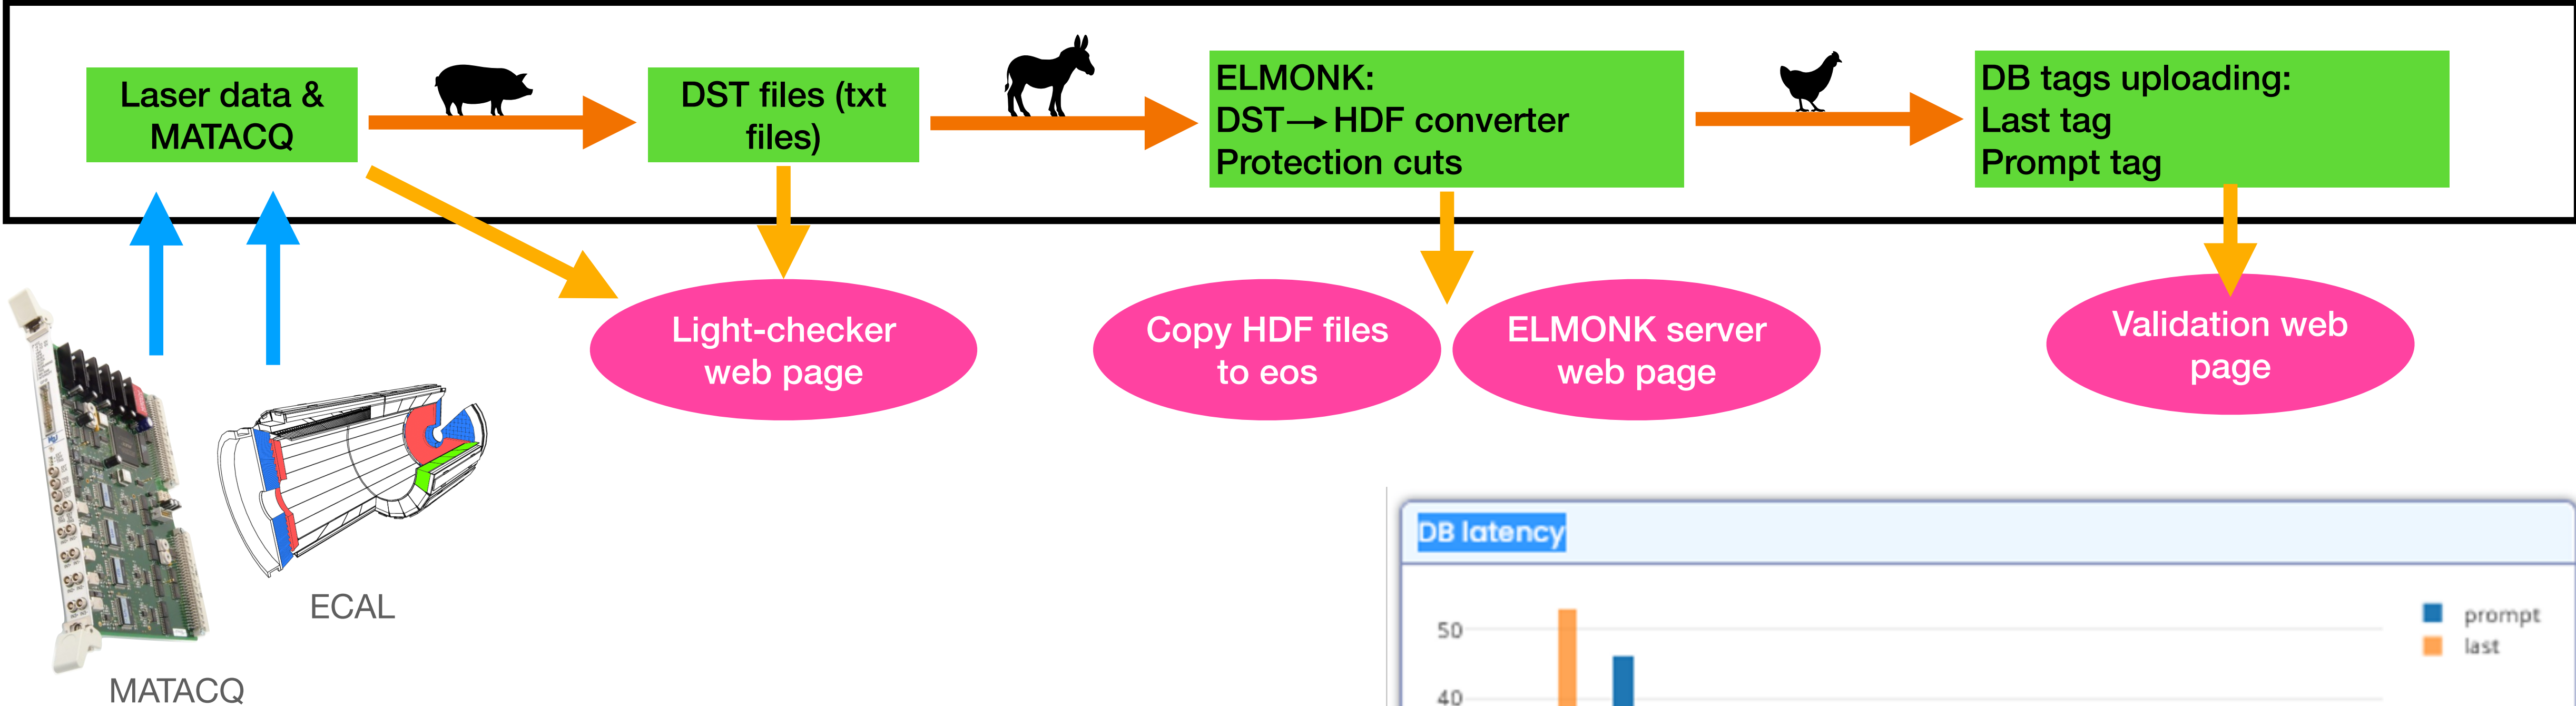 Laser data &
MATACQ
DST files (txt
files)
ELMONK:
DST→HDF converter
Protection cuts
DB tags uploading:
Last tag
Prompt tag
Light-checker
web page
Copy HDF files
to eos
ELMONK server
web page
Validation web
page
ECAL
MATACQ
DB latency
50
40
prompt
last